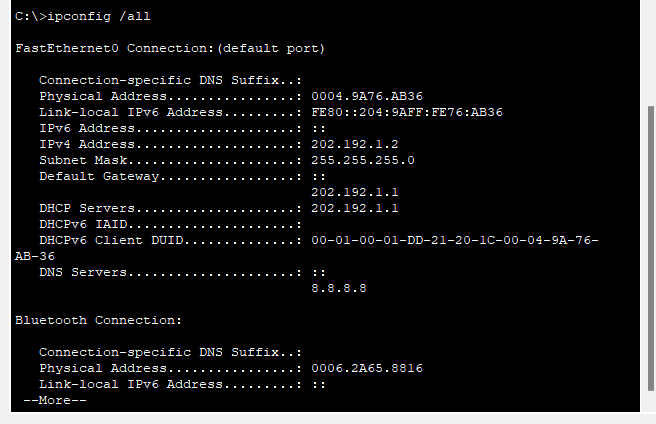 C:\>ipconfig /all
FastEthernet0 Connection:(default port)
Connection-specific DNS Suffix..:
Physical Address................: 0004.9A76.AB36
Link-local IPv6 Address.........: FE80::204:9AFF:FE76:AB36
IPv6 Address....................: ::
IPv4 Address....................: 202.192.1.2
Subnet Mask.....................: 255.255.255.0
Default Gateway.................: ::
202.192.1.1
DHCP Servers....................: 202.192.1.1
DHCPv6 IAID.....................:
DHCPv6 Client DUID..............: 00-01-00-01-DD-21-20-1C-00-04-9A-76-
AB-36
DNS Servers.....................: ::
8.8.8.8
Bluetooth Connection:
Connection-specific DNS Suffix..:
Physical Address................: 0006.2A65.8816
Link-local IPv6 Address.........: ::
--More--